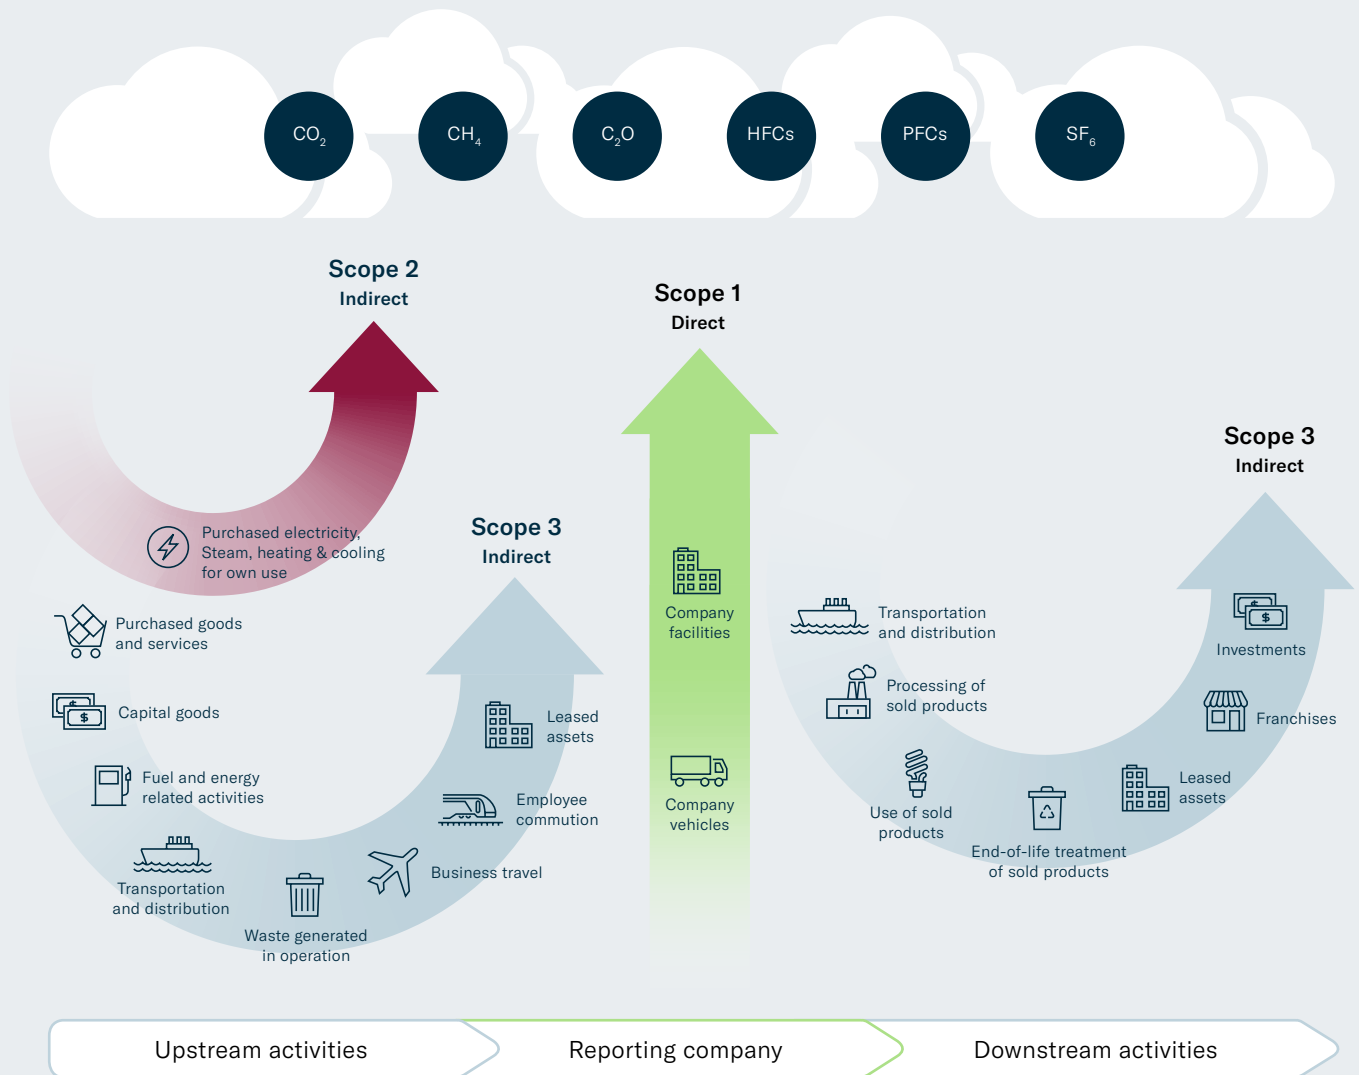 CO₂
CH₄
C₂O
HFCs
PFCs
SF₆
Scope 2
Indirect
Purchased electricity,
Steam, heating & cooling
for own use
Scope 3
Indirect
Purchased goods
and services
Capital goods
Fuel and energy
related activities
Transportation
and distribution
Waste generated
in operation
Business travel
Employee
commution
Leased
assets
Scope 1
Direct
Company
facilities
Company
vehicles
Scope 3
Indirect
Transportation
and distribution
Processing of
sold products
Use of sold
products
End-of-life treatment
of sold products
Leased
assets
Franchises
Investments
Upstream activities
Reporting company
Downstream activities